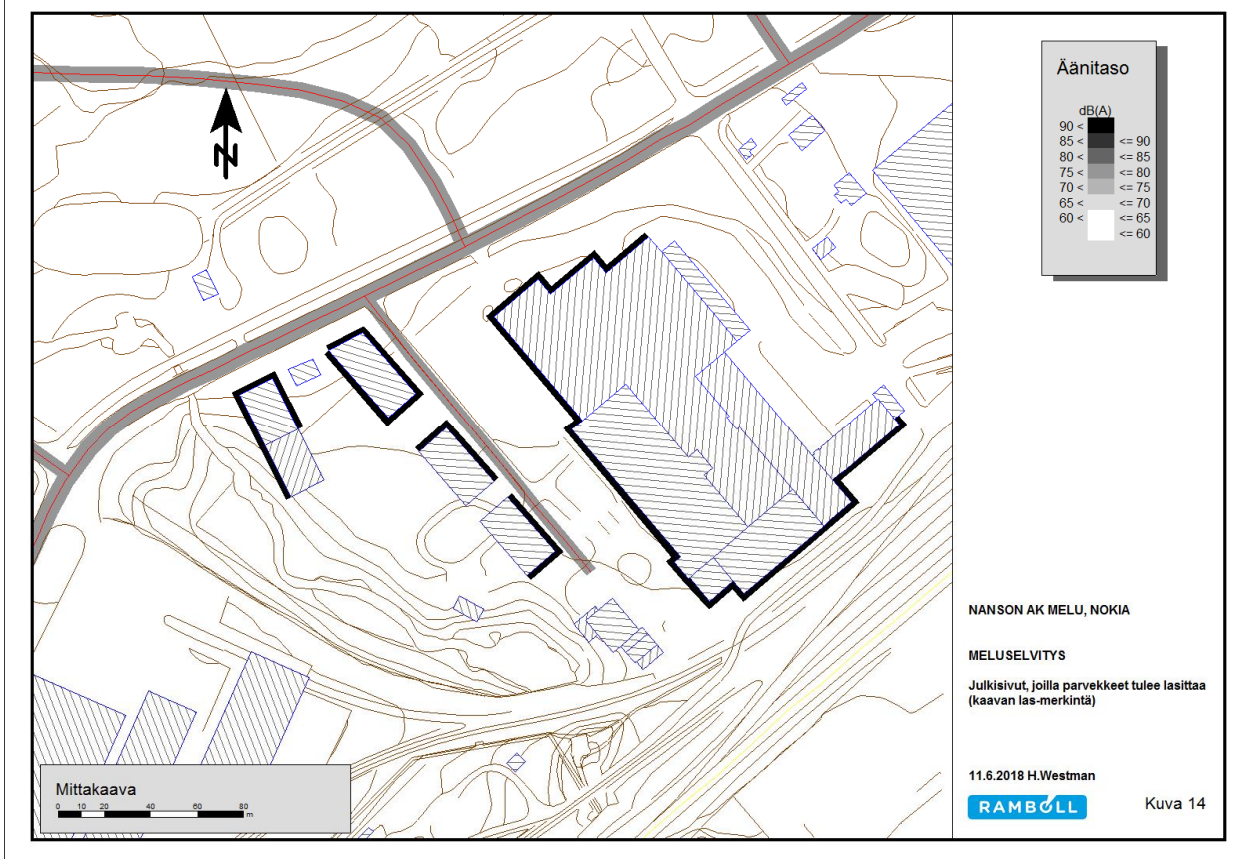 N
Äänitaso
dB(A)
90 <
85 < <= 90
80 < <= 85
75 < <= 80
70 < <= 75
65 < <= 70
60 < <= 65
<= 60
NANSON AK MELU, NOKIA
MELUSELVITYS
Julkisivut, joilla parvekkeet tulee lasittaa
(kaavan las-merkintä)
11.6.2018 H.Westman
RAMBOLL
Kuva 14
Mittakaava
0 10 20 40 60 80
m